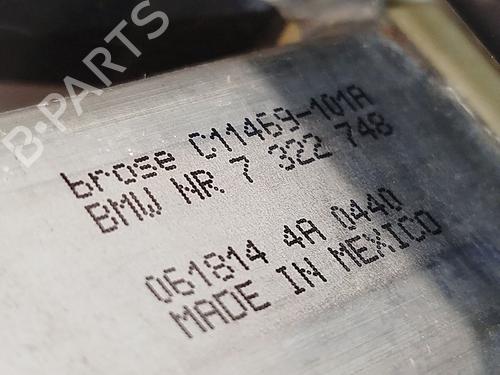 B-PARTS
brose C11469-101A
BMW NR 7 322 748
061814 4A 0440
MADE IN MEXICO